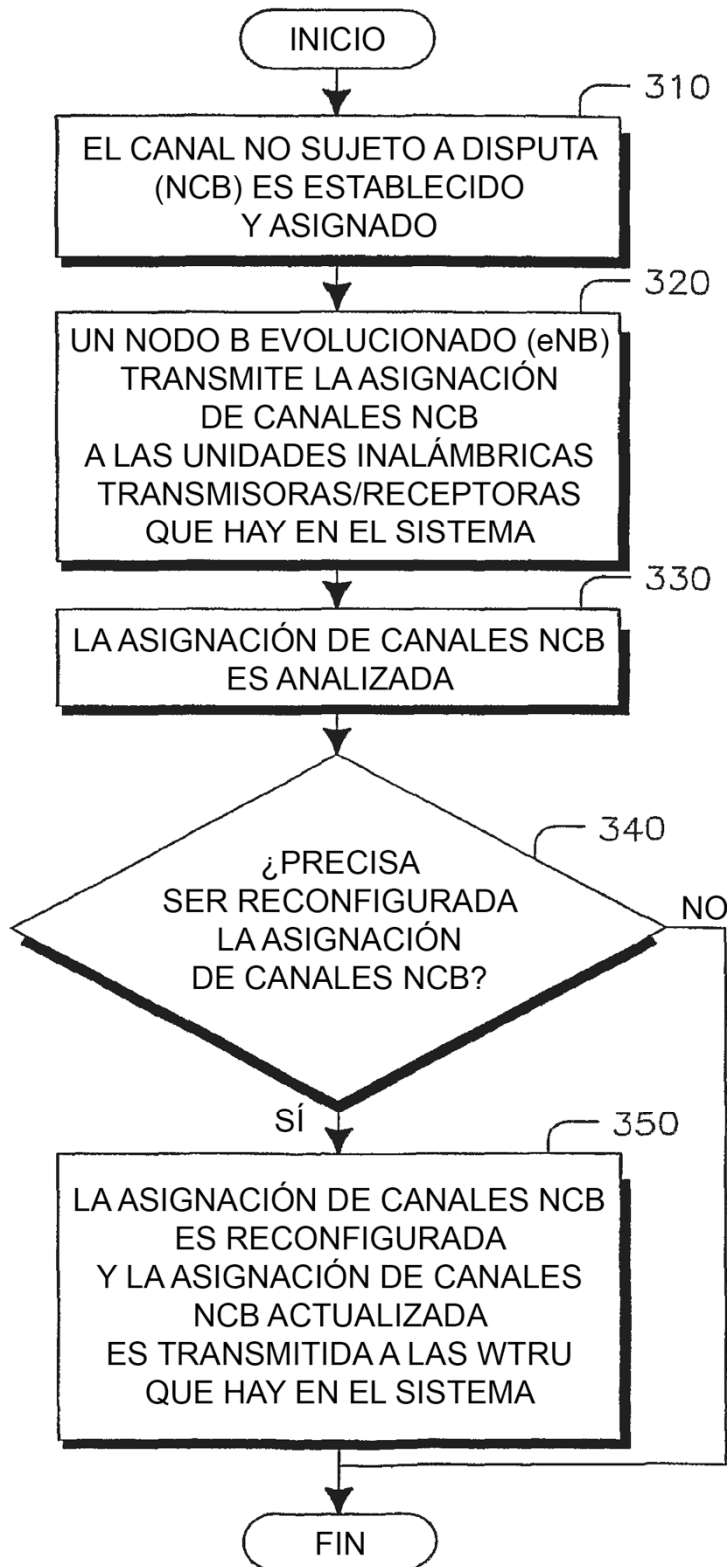 INICIO
310
EL CANAL NO SUJETO A DISPUTA
(NCB) ES ESTABLECIDO
Y ASIGNADO
320
UN NODO B EVOLUCIONADO (eNB)
TRANSMITE LA ASIGNACIÓN
DE CANALES NCB
A LAS UNIDADES INALÁMBRICAS
TRANSMISORAS/RECEPTORAS
QUE HAY EN EL SISTEMA
330
LA ASIGNACIÓN DE CANALES NCB
ES ANALIZADA
340
¿PRECISA
SER RECONFIGURADA
LA ASIGNACIÓN
DE CANALES NCB?
NO
SÍ
350
LA ASIGNACIÓN DE CANALES NCB
ES RECONFIGURADA
Y LA ASIGNACIÓN DE CANALES
NCB ACTUALIZADA
ES TRANSMITIDA A LAS WTRU
QUE HAY EN EL SISTEMA
FIN